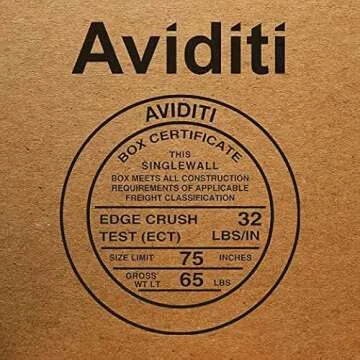 Aviditi
AVIDITI
BOX CERTIFICATE
THIS
SINGLEWALL
BOX MEETS ALL CONSTRUCTION
REQUIREMENTS OF APPLICABLE
FREIGHT CLASSIFICATION
EDGE CRUSH 32
TEST (ECT) LBS/IN
SIZE LIMIT 75 INCHES
GROSS
WT LT 65 LBS